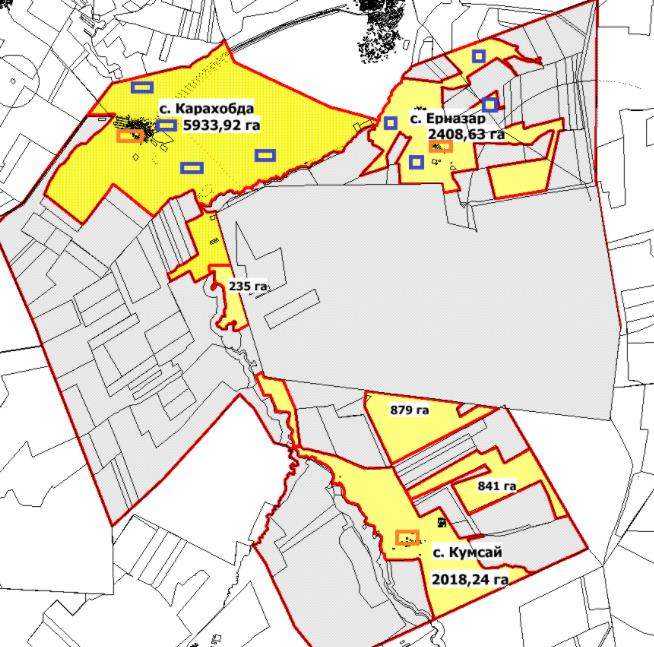 с. Карахобда
5933,92 га
с. Ерназар
2408,63 га
235 га
879 га
841 га
с. Кумсай
2018,24 га